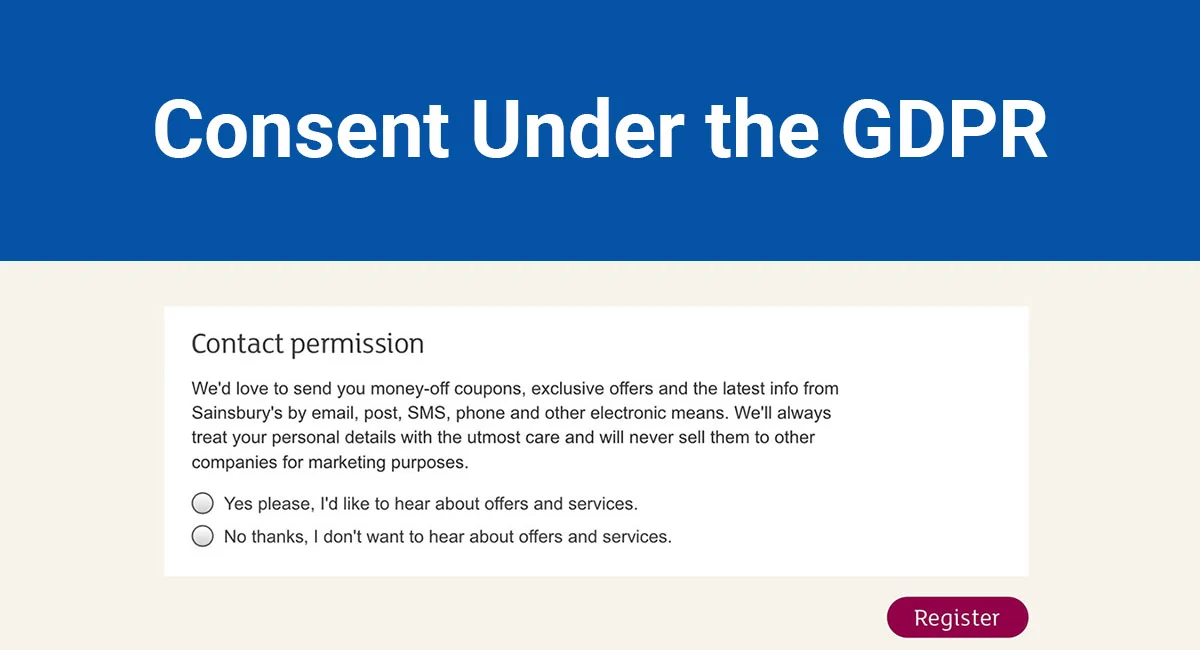 Consent Under the GDPR
Contact permission
We'd love to send you money-off coupons, exclusive offers and the latest info from
Sainsbury's by email, post, SMS, phone and other electronic means. We'll always
treat your personal details with the utmost care and will never sell them to other
companies for marketing purposes.
Yes please, I'd like to hear about offers and services.
No thanks, I don't want to hear about offers and services.
Register